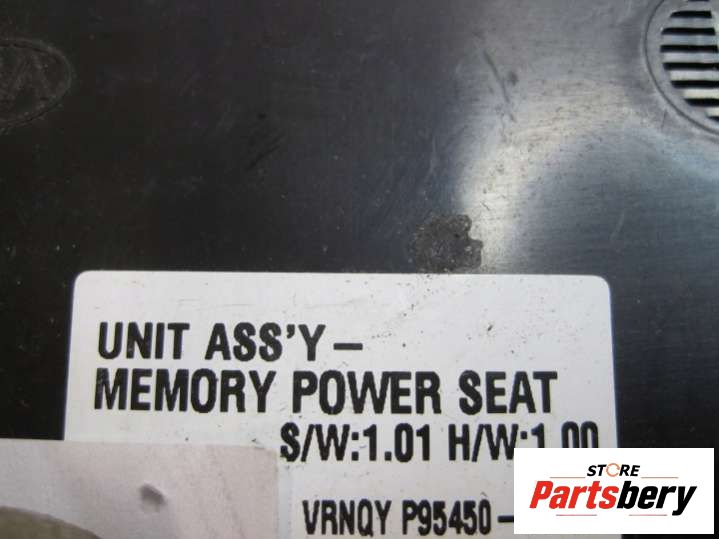 UNIT ASS'Y–
MEMORY POWER SEAT
S/W:1.01 H/W:1.00
VRNQY P95450-
STORE
Partsbery